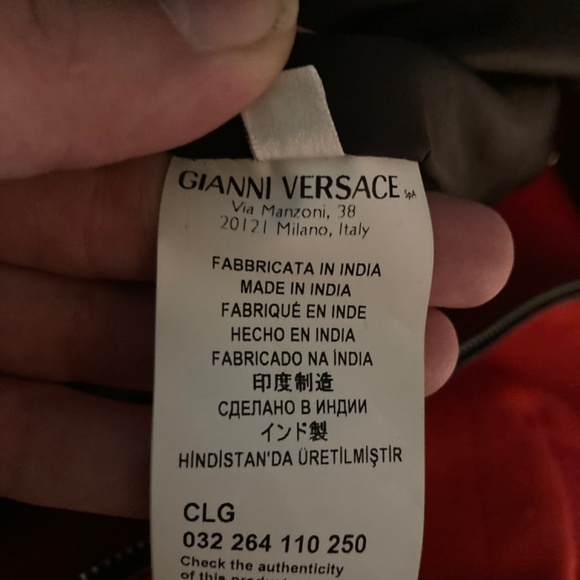 GIANNI VERSACE SpA
Via Manzoni, 38
20121 Milano, Italy
FABBRICATA IN INDIA
MADE IN INDIA
FABRIQUÉ EN INDE
HECHO EN INDIA
FABRICADO NA ÍNDIA
印度制造
СДЕЛАНО В ИНДИИ
インド製
HİNDİSTAN'DA ÜRETİLMİŞTİR
CLG
032 264 110 250
Check the authenticity
of this